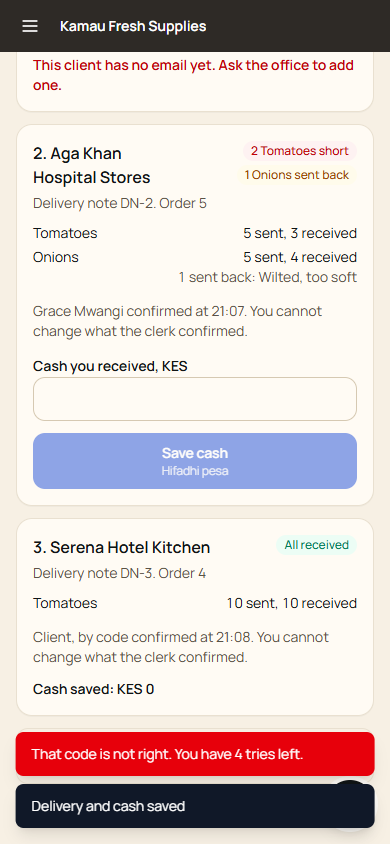 Kamau Fresh Supplies
This client has no email yet. Ask the office to add
one.
2. Aga Khan
Hospital Stores
2 Tomatoes short
1 Onions sent back
Delivery note DN-2. Order 5
Tomatoes 5 sent, 3 received
Onions 5 sent, 4 received
1 sent back: Wilted, too soft
Grace Mwangi confirmed at 21:07. You cannot
change what the clerk confirmed.
Cash you received, KES
Save cash
Hifadhi pesa
3. Serena Hotel Kitchen
All received
Delivery note DN-3. Order 4
Tomatoes 10 sent, 10 received
Client, by code confirmed at 21:08. You cannot
change what the clerk confirmed.
Cash saved: KES 0
That code is not right. You have 4 tries left.
Delivery and cash saved